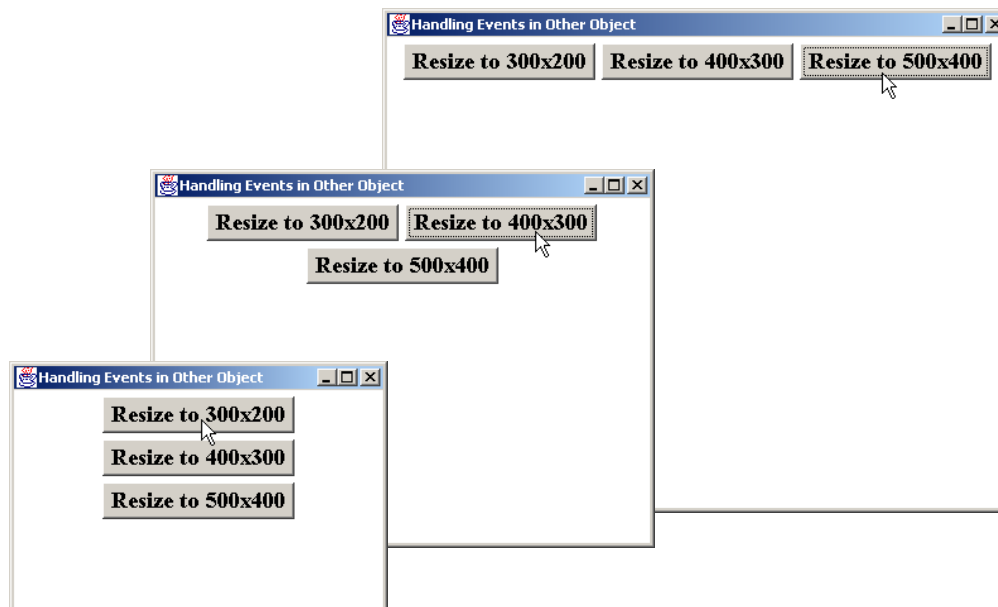 Handling Events in Other Object
Resize to 300x200 Resize to 400x300 Resize to 500x400
Handling Events in Other Object
Resize to 300x200 Resize to 400x300
Resize to 500x400
Handling Events in Other Object
Resize to 300x200
Resize to 400x300
Resize to 500x400